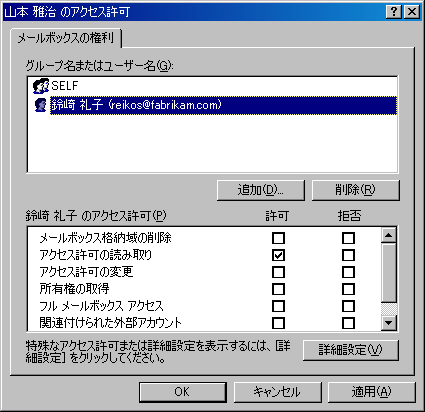 山本 雅治 のアクセス許可
メールボックスの権利
グループ名またはユーザー名(G):
SELF
鈴崎 礼子 (reikos@fabrikam.com)
追加(D)...
削除(R)
鈴崎 礼子 のアクセス許可(P) 許可 拒否
メールボックス格納域の削除
アクセス許可の読み取り
アクセス許可の変更
所有権の取得
フル メールボックス アクセス
関連付けられた外部アカウント
特殊なアクセス許可または詳細設定を表示するには、[詳
細設定] をクリックしてください。
詳細設定(V)
OK
キャンセル
適用(A)